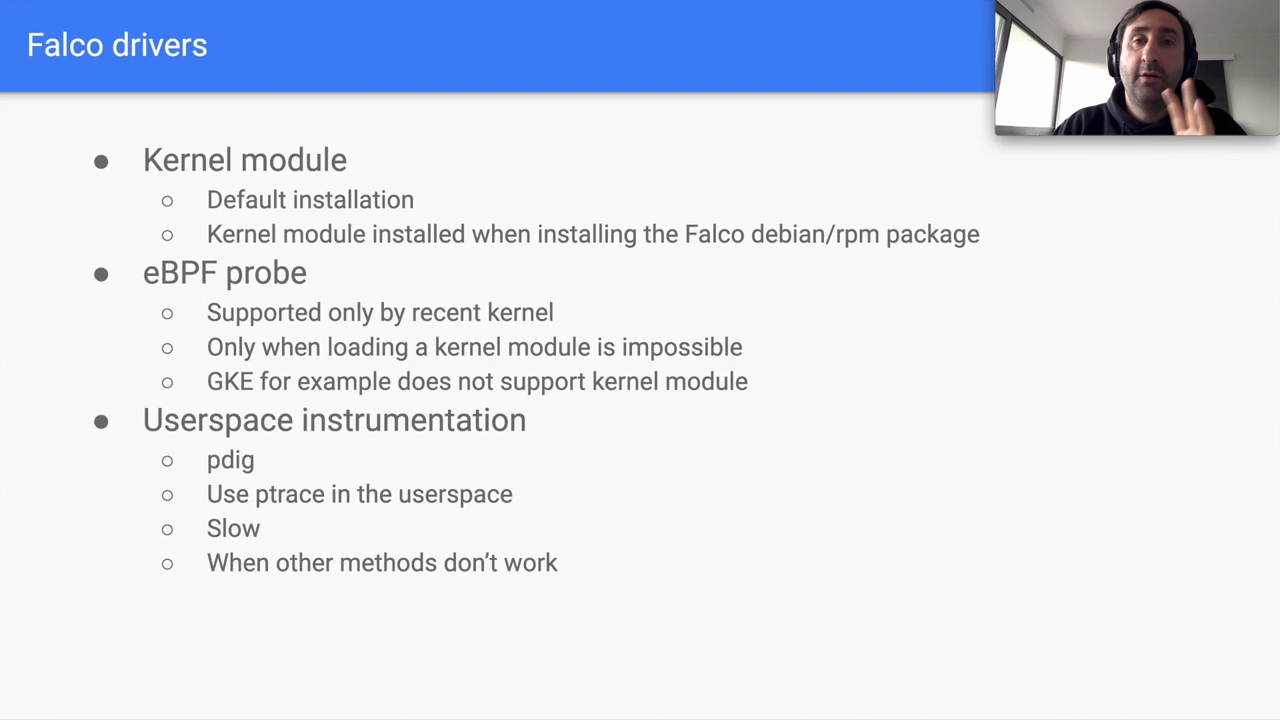 Falco drivers
● Kernel module
○ Default installation
○ Kernel module installed when installing the Falco debian/rpm package
● eBPF probe
○ Supported only by recent kernel
○ Only when loading a kernel module is impossible
○ GKE for example does not support kernel module
● Userspace instrumentation
○ pdig
○ Use ptrace in the userspace
○ Slow
○ When other methods don’t work